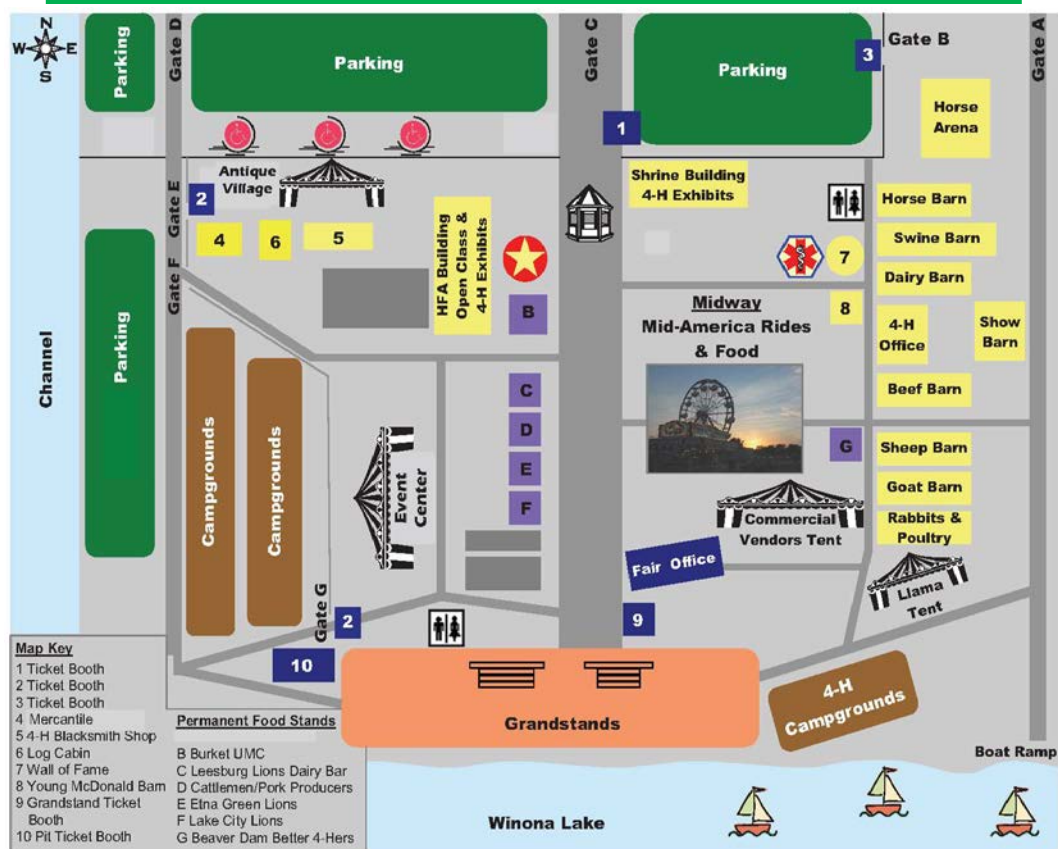 N
W E
S
Gate D
Gate C
Gate B
Gate A
Parking
Parking
Parking
3
1
Horse
Arena
Antique
Village
Shrine Building
4-H Exhibits
Gate E
2
4
6
5
HFA Building
Open Class &
4-H Exhibits
7
Horse Barn
Swine Barn
Dairy Barn
Gate F
B
Midway
Mid-America Rides
& Food
8
4-H
Office
Show
Barn
Beef Barn
Channel
Parking
Campgrounds
Campgrounds
Event
Center
C
D
E
F
G
Sheep Barn
Goat Barn
Rabbits &
Poultry
Commercial
Vendors Tent
Fair Office
Llama
Tent
Gate G
2
9
10
Grandstands
4-H
Campgrounds
Boat Ramp
Winona Lake
Map Key
1 Ticket Booth
2 Ticket Booth
3 Ticket Booth
4 Mercantile
5 4-H Blacksmith Shop
6 Log Cabin
7 Wall of Fame
8 Young McDonald Barn
9 Grandstand Ticket
Booth
10 Pit Ticket Booth
Permanent Food Stands
B Burket UMC
C Leesburg Lions Dairy Bar
D Cattlemen/Pork Producers
E Etna Green Lions
F Lake City Lions
G Beaver Dam Better 4-Hers